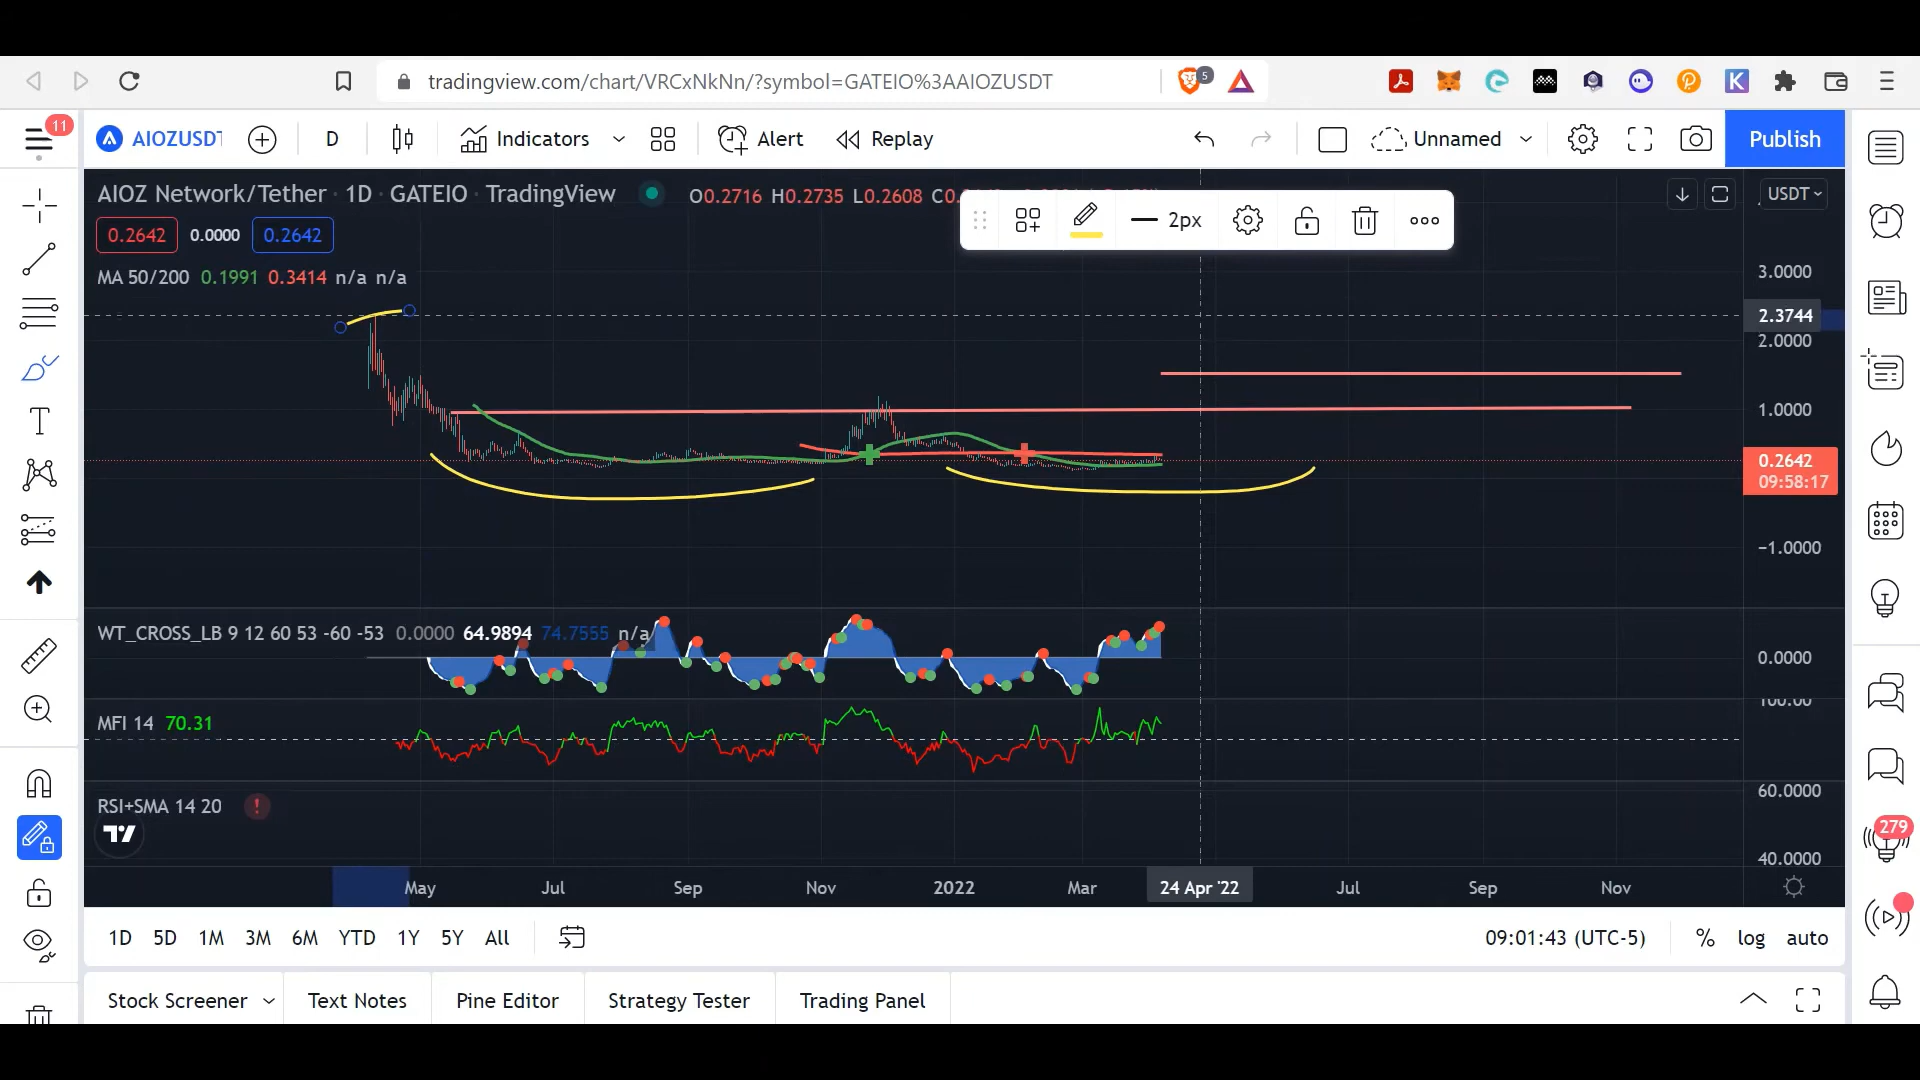 5
tradingview.com/chart/VRCxNkNn/?symbol=GATEIO%3AAIOZUSDT
11
AIOZUSDT
D
Indicators
Alert
Replay
Unnamed
Publish
AIOZ Network/Tether · 1D · GATEIO · TradingView
O0.2716 H0.2735 L0.2608 C0.
USDT
2px
0.2642 0.0000 0.2642
MA 50/200 0.1991 0.3414 n/a n/a
3.0000
2.3744
2.0000
1.0000
0.2642
09:58:17
−1.0000
WT_CROSS_LB 9 12 60 53 -60 -53 0.0000 64.9894 74.7555 n/a
0.0000
100.00
MFI 14 70.31
60.0000
RSI+SMA 14 20 !
40.0000
279
May Jul Sep Nov 2022 Mar 24 Apr '22 Jul Sep Nov
1D 5D 1M 3M 6M YTD 1Y 5Y All
09:01:43 (UTC-5) % log auto
Stock Screener Text Notes Pine Editor Strategy Tester Trading Panel